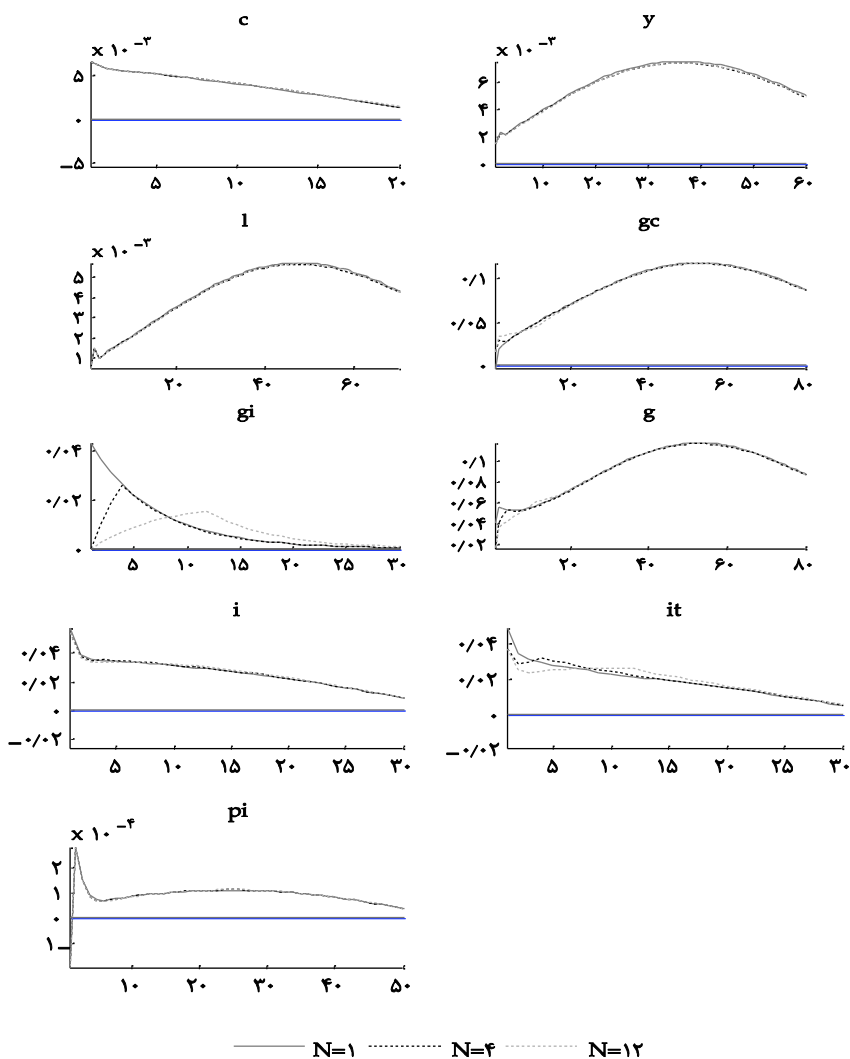 c
x ۱۰ ⁻³
۵
۰
−۵
۵ ۱۰ ۱۵ ۲۰
y
x ۱۰ ⁻³
۶
۴
۲
۰
۱۰ ۲۰ ۳۰ ۴۰ ۵۰ ۶۰
l
x ۱۰ ⁻³
۵
۴
۳
۲
۱
۲۰ ۴۰ ۶۰
gc
۰/۱
۰/۰۵
۰
۲۰ ۴۰ ۶۰ ۸۰
gi
۰/۰۴
۰/۰۲
۰
۵ ۱۰ ۱۵ ۲۰ ۲۵ ۳۰
g
۰/۱
۰/۰۸
۰/۰۶
۰/۰۴
۰/۰۲
۲۰ ۴۰ ۶۰ ۸۰
i
۰/۰۴
۰/۰۲
۰
−۰/۰۲
۵ ۱۰ ۱۵ ۲۰ ۲۵ ۳۰
it
۰/۰۴
۰/۰۲
۰
−۰/۰۲
۵ ۱۰ ۱۵ ۲۰ ۲۵ ۳۰
pi
x ۱۰ ⁻۴
۲
۱
۰
۱−
۱۰ ۲۰ ۳۰ ۴۰ ۵۰
N=۱ N=۴ N=۱۲